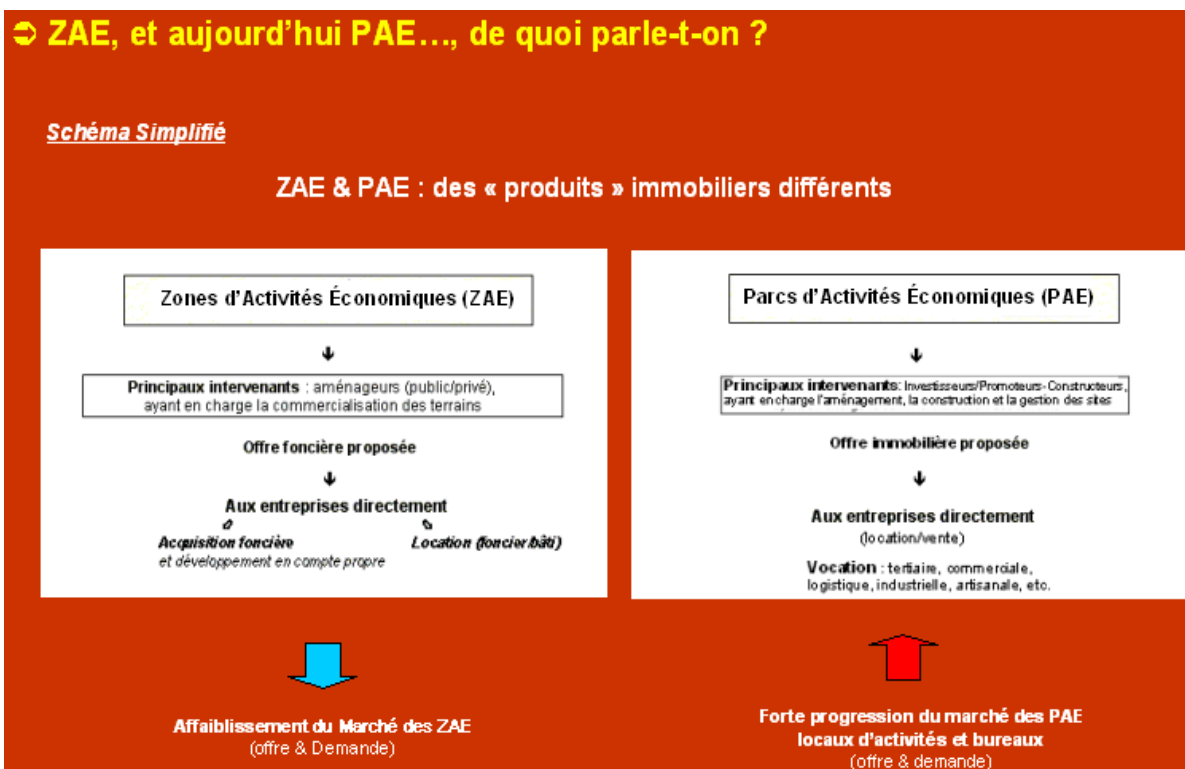 ➲ ZAE, et aujourd’hui PAE…, de quoi parle-t-on ?
Schéma Simplifié
ZAE & PAE : des « produits » immobiliers différents
Zones d’Activités Économiques (ZAE)
Principaux intervenants : aménageurs (public/privé),
ayant en charge la commercialisation des terrains
Offre foncière proposée
Aux entreprises directement
Acquisition foncière
et développement en compte propre
Location (foncier/bâti)
Affaiblissement du Marché des ZAE
(offre & Demande)
Parcs d’Activités Économiques (PAE)
Principaux intervenants: Investisseurs/Promoteurs-Constructeurs,
ayant en charge l’aménagement, la construction et la gestion des sites
Offre immobilière proposée
Aux entreprises directement
(location/vente)
Vocation : tertiaire, commerciale,
logistique, industrielle, artisanale, etc.
Forte progression du marché des PAE
locaux d’activités et bureaux
(offre & demande)